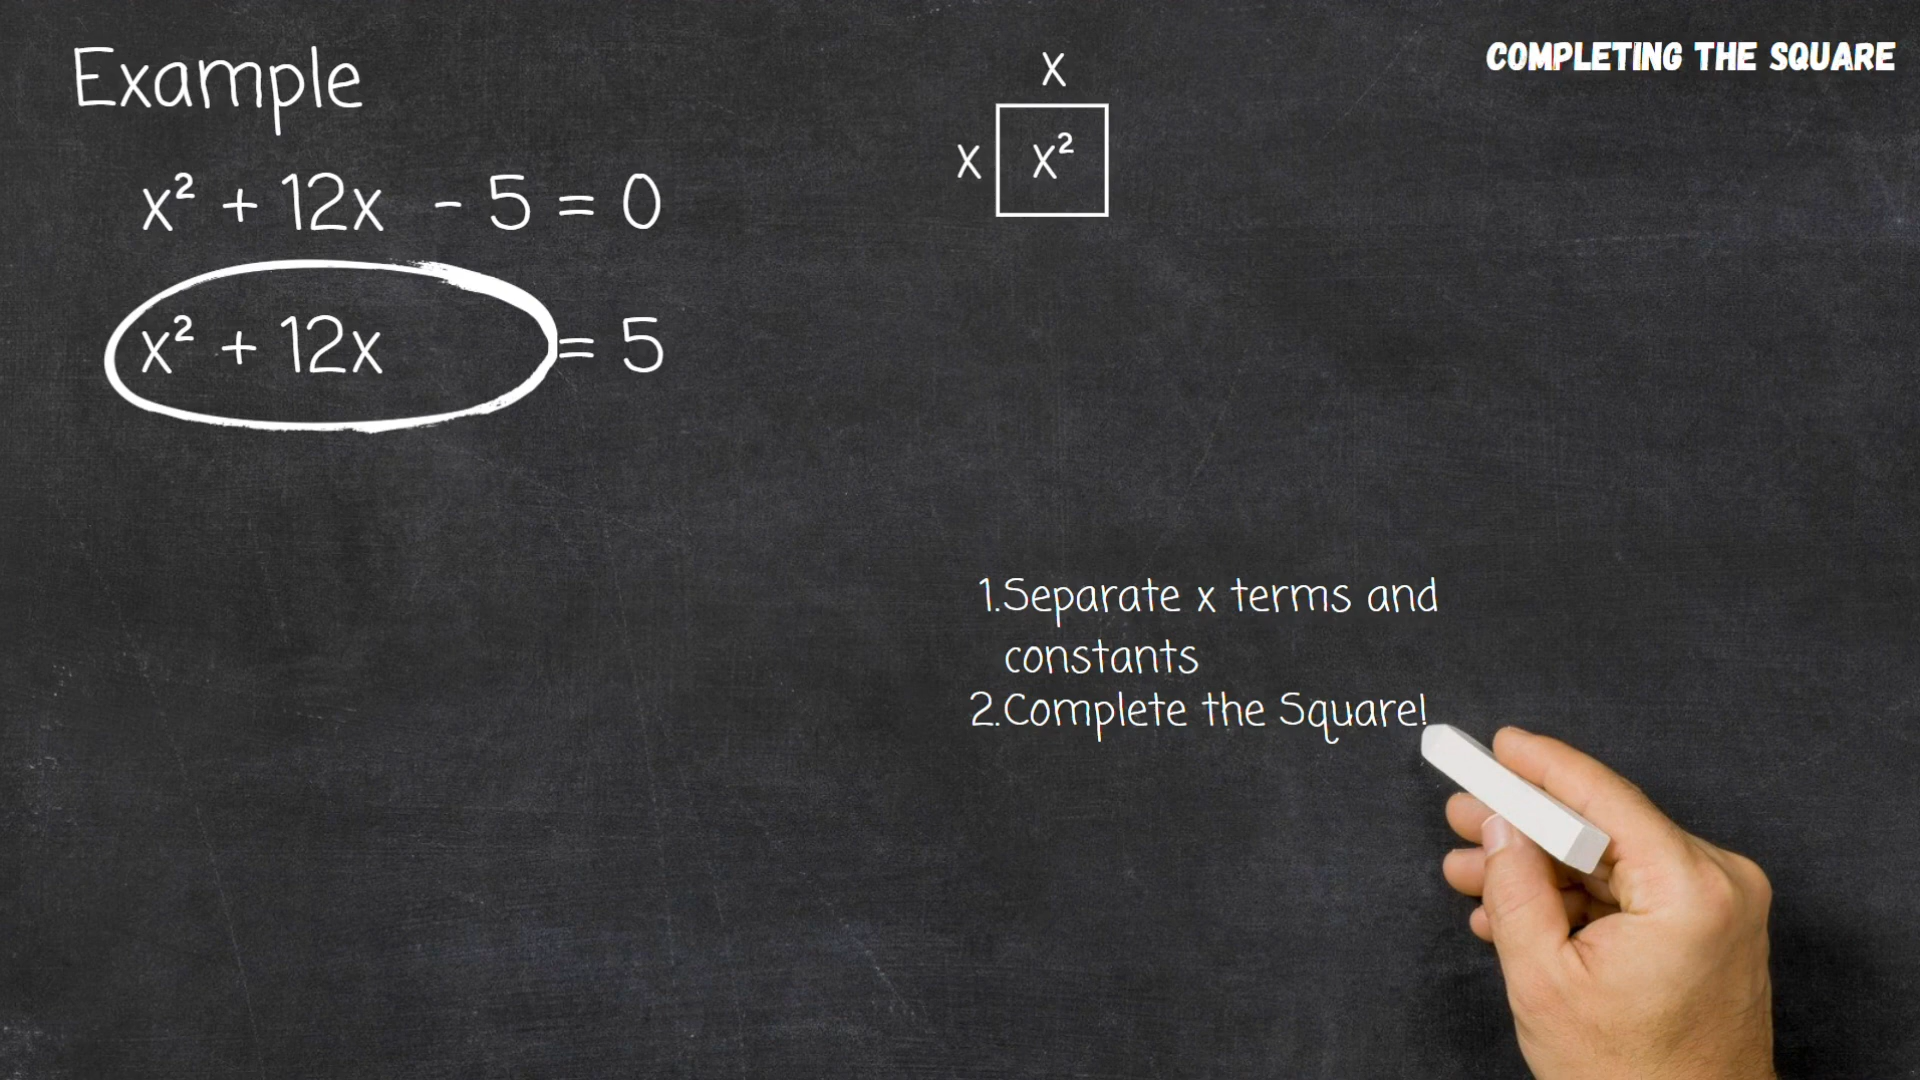 Example
COMPLETING THE SQUARE
x² + 12x - 5 = 0
x² + 12x = 5
x
x
x²
1.Separate x terms and
constants
2.Complete the Square!